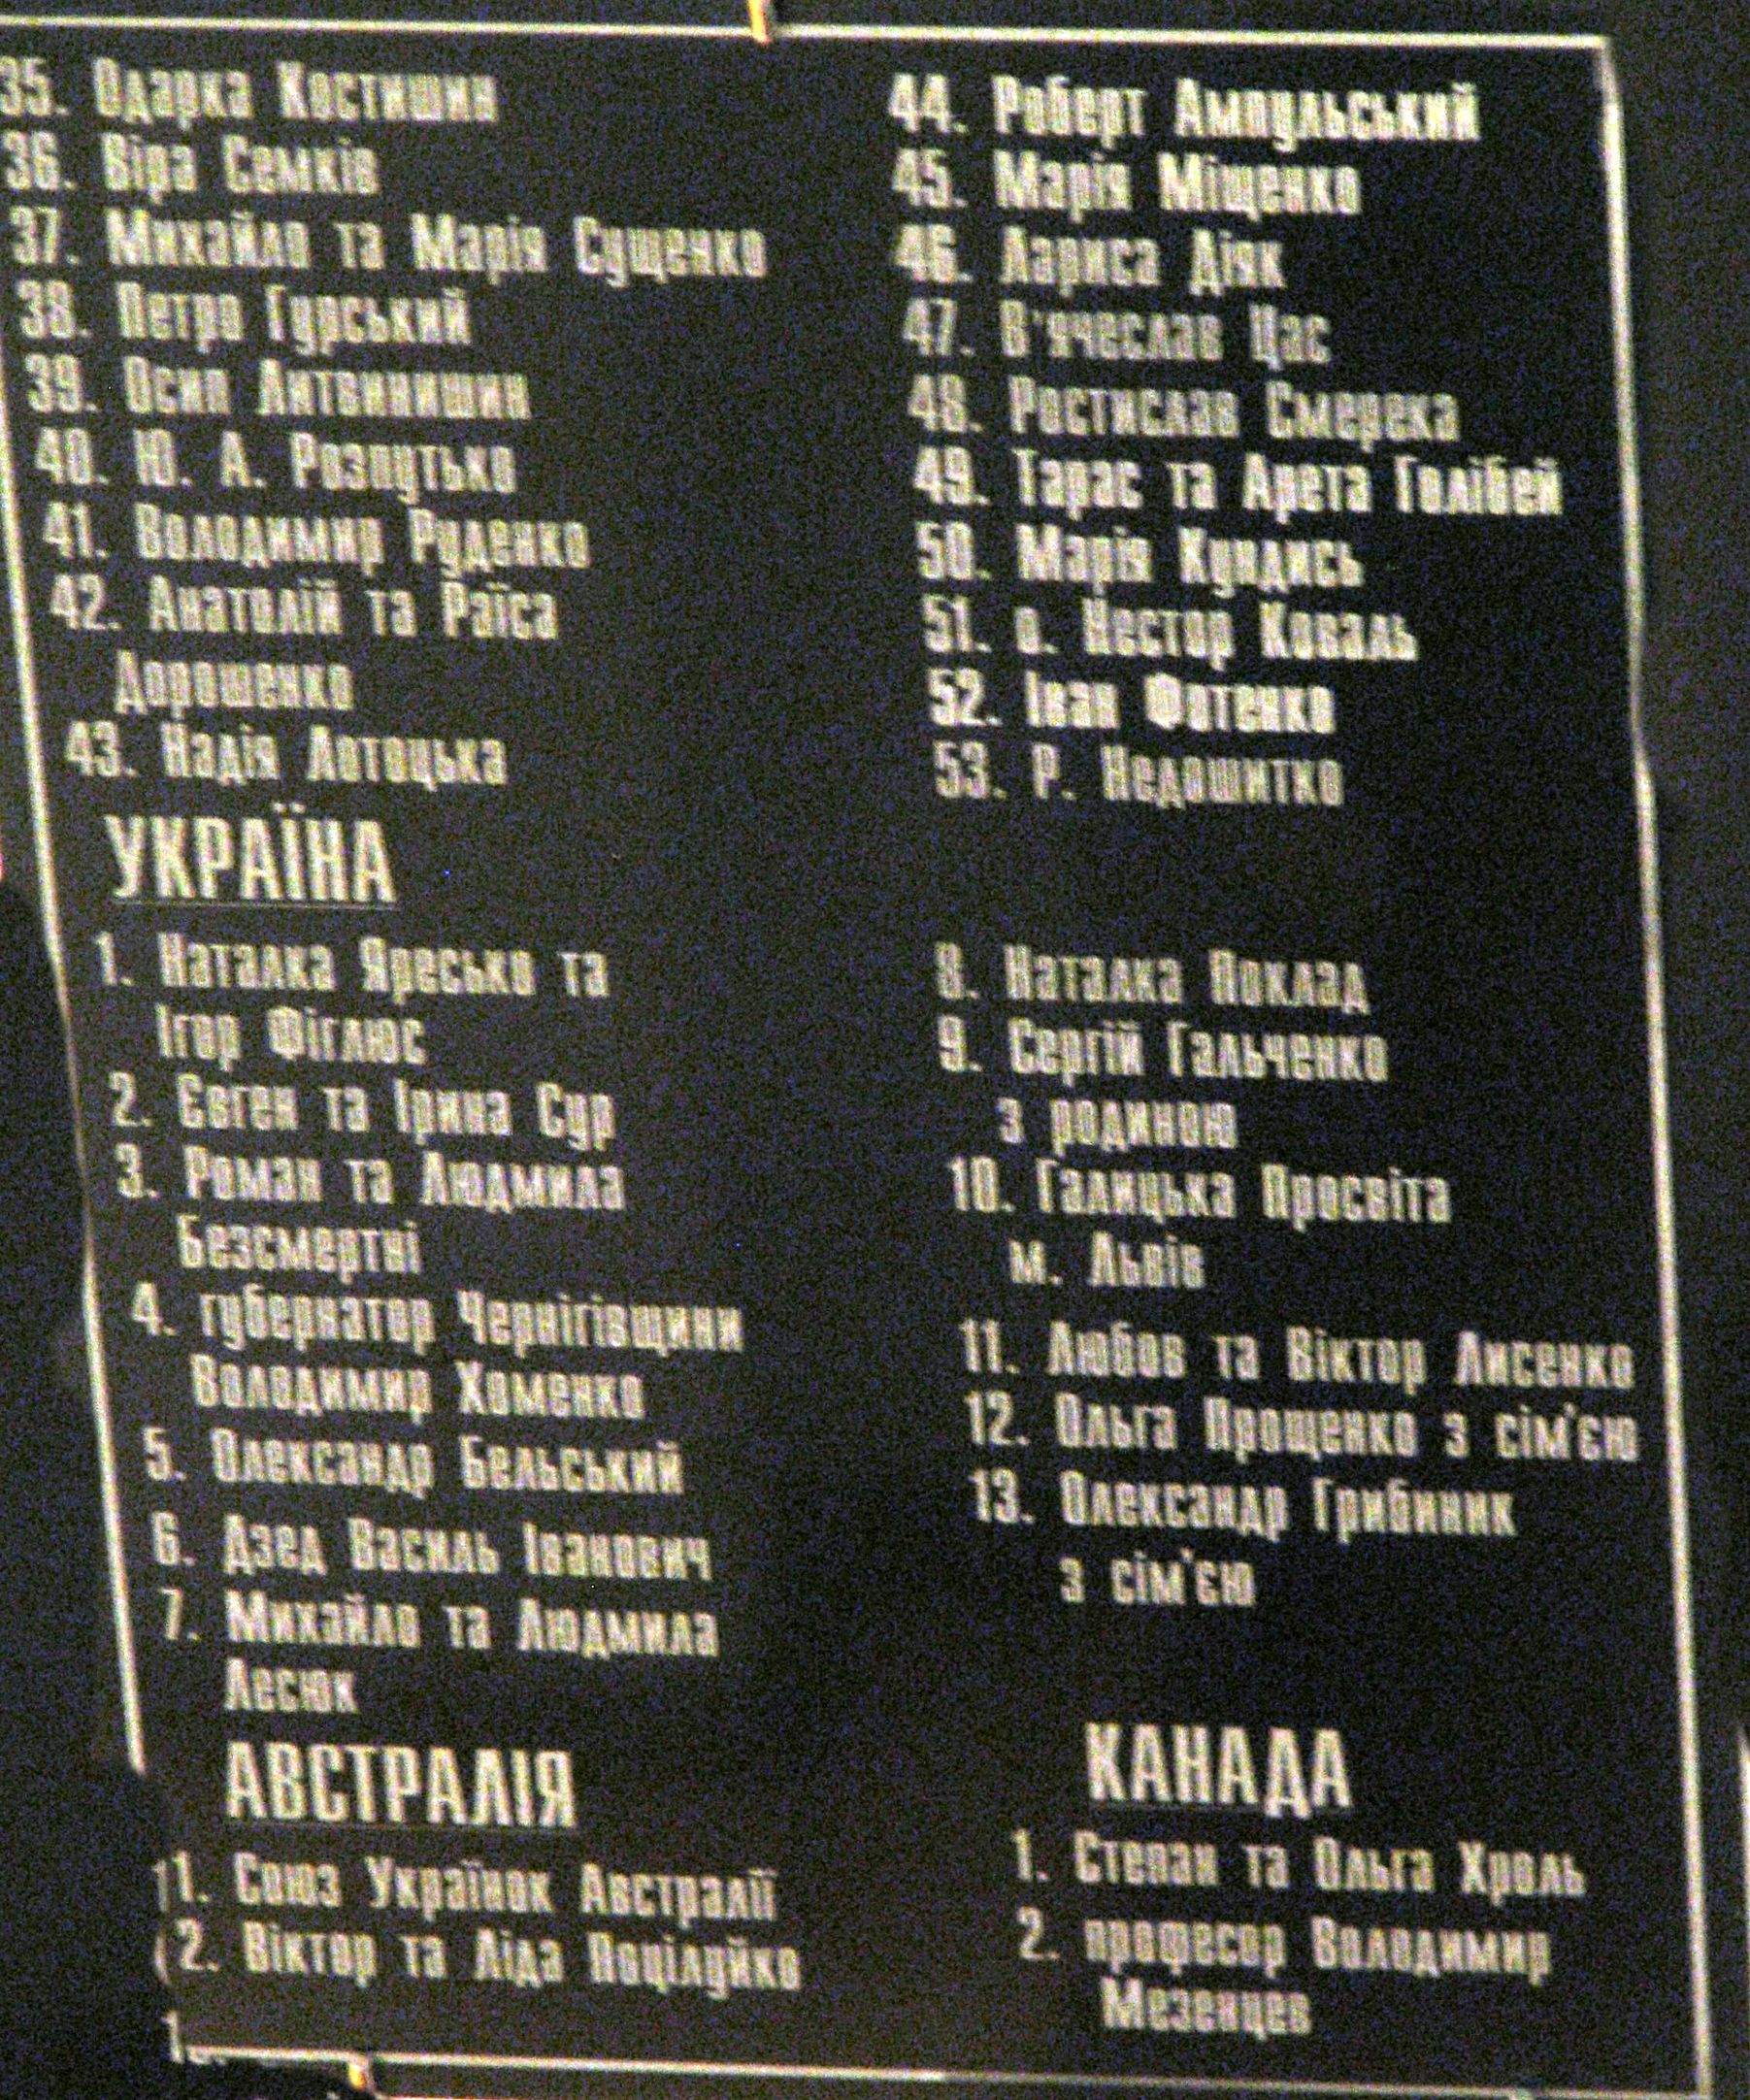 35. Одарка Костишин
36. Віра Семків
37. Михайло та Марія Сущенко
38. Петро Гурський
39. Осип Литвинишин
40. Ю. А. Розпутько
41. Володимир Руденко
42. Анатолій та Раїса
Дорошенко
43. Надія Лотоцька
44. Роберт Ампульський
45. Марія Міщенко
46. Лариса Діяк
47. В'ячеслав Цас
48. Ростислав Смерека
49. Тарас та Арета Голібей
50. Марія Кундись
51. о. Нестор Коваль
52. Іван Фотенко
53. Р. Недошитко
УКРАЇНА
1. Наталка Яресько та
Ігор Фіглюс
2. Євген та Ірина Сур
3. Роман та Людмила
Безсмертні
4. губернатор Чернігівщини
Володимир Хоменко
5. Олександр Бельський
6. Дзед Василь Іванович
7. Михайло та Людмила
Лесюк
8. Наталка Поклад
9. Сергій Гальченко
з родиною
10. Галицька Просвіта
м. Львів
11. Любов та Віктор Лисенко
12. Ольга Прощенко з сім'єю
13. Олександр Грибиник
з сім'єю
АВСТРАЛІЯ
1. Союз Українок Австралії
2. Віктор та Ліда Поцілуйко
КАНАДА
1. Степан та Ольга Хроль
2. професор Володимир
Мезенцев